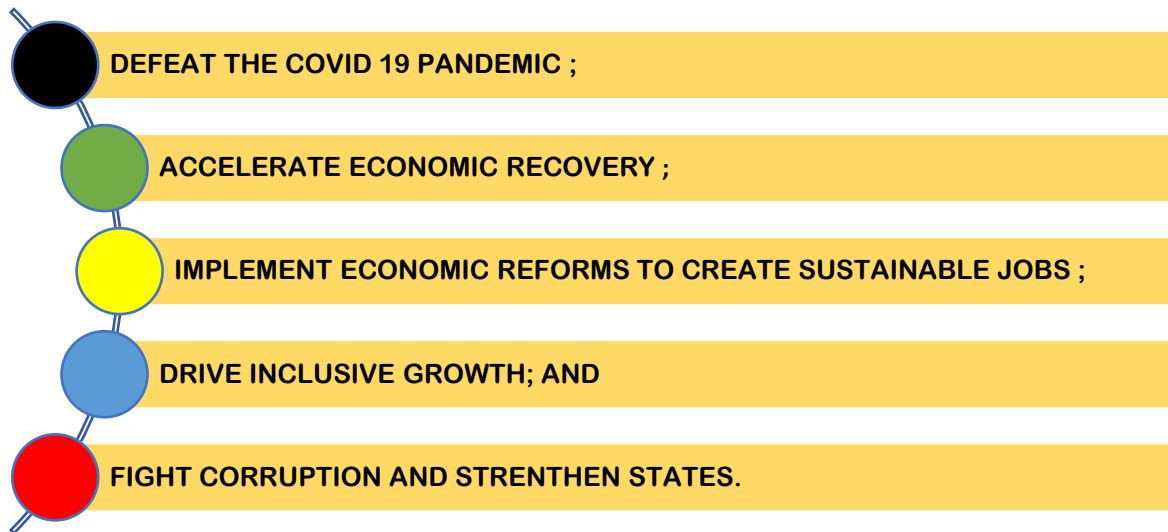 DEFEAT THE COVID 19 PANDEMIC ;
ACCELERATE ECONOMIC RECOVERY ;
IMPLEMENT ECONOMIC REFORMS TO CREATE SUSTAINABLE JOBS ;
DRIVE INCLUSIVE GROWTH; AND
FIGHT CORRUPTION AND STRENTHEN STATES.